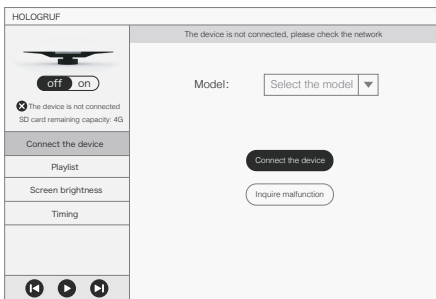 HOLOGRUF
The device is not connected, please check the network
off on
The device is not connected
SD card remaining capacity: 4G
Connect the device
Playlist
Screen brightness
Timing
Model:
Select the model
Connect the device
Inquire malfunction